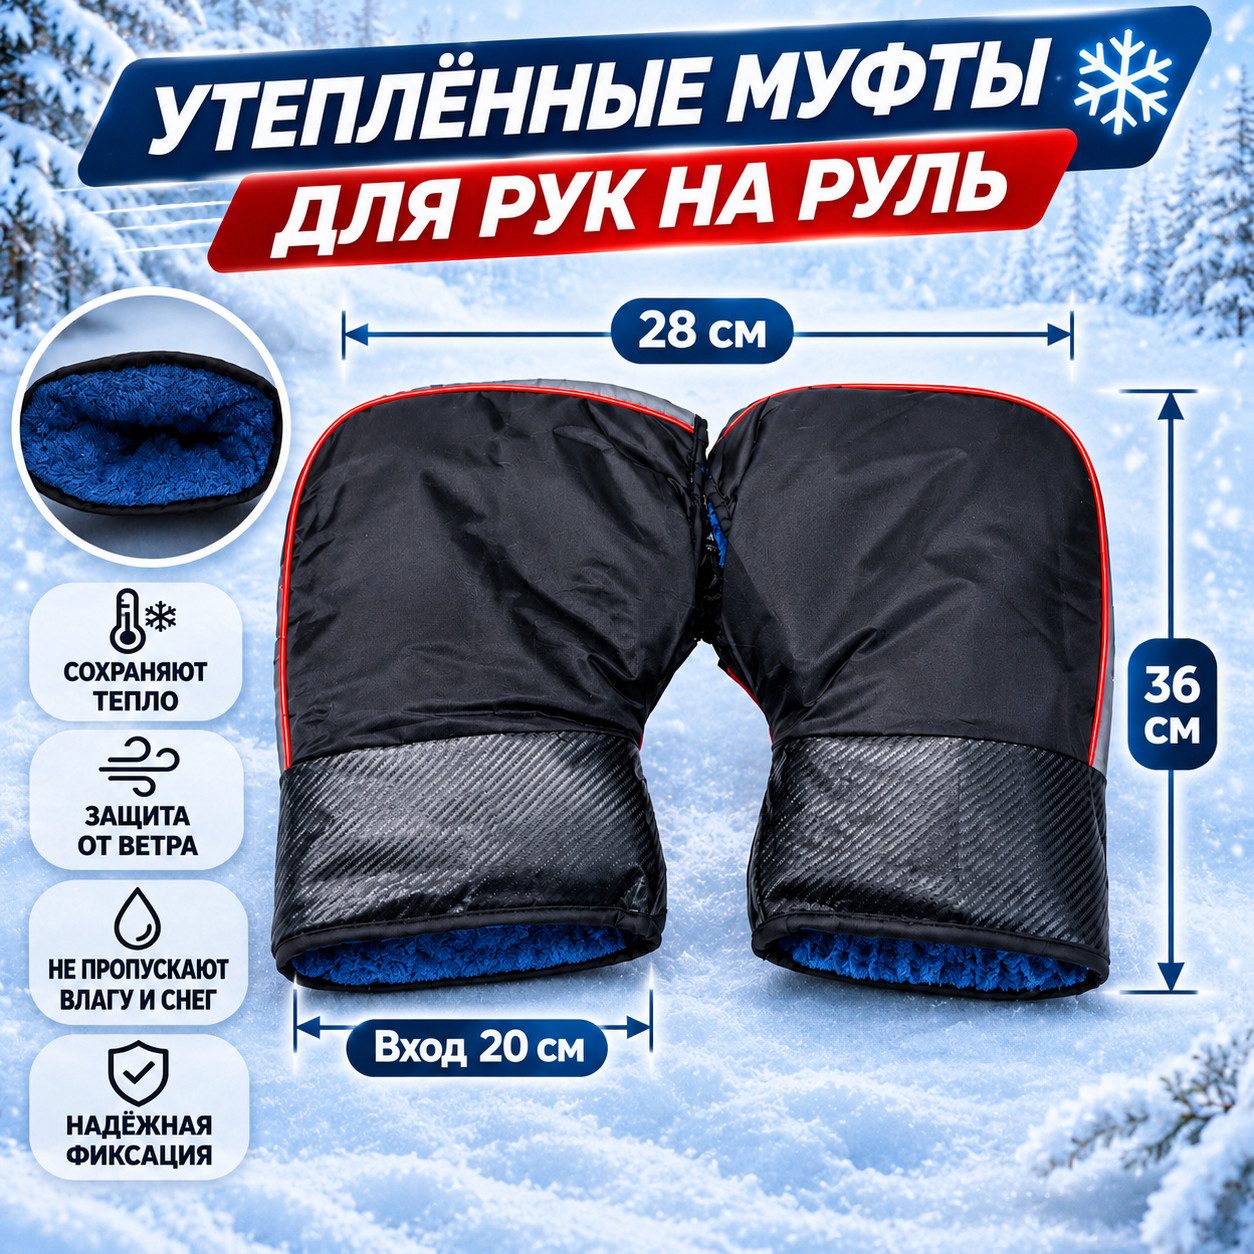 УТЕПЛЁННЫЕ МУФТЫ
ДЛЯ РУК НА РУЛЬ
28 см
СОХРАНЯЮТ
ТЕПЛО
ЗАЩИТА
ОТ ВЕТРА
36
см
НЕ ПРОПУСКАЮТ
ВЛАГУ И СНЕГ
Вход 20 см
НАДЁЖНАЯ
ФИКСАЦИЯ